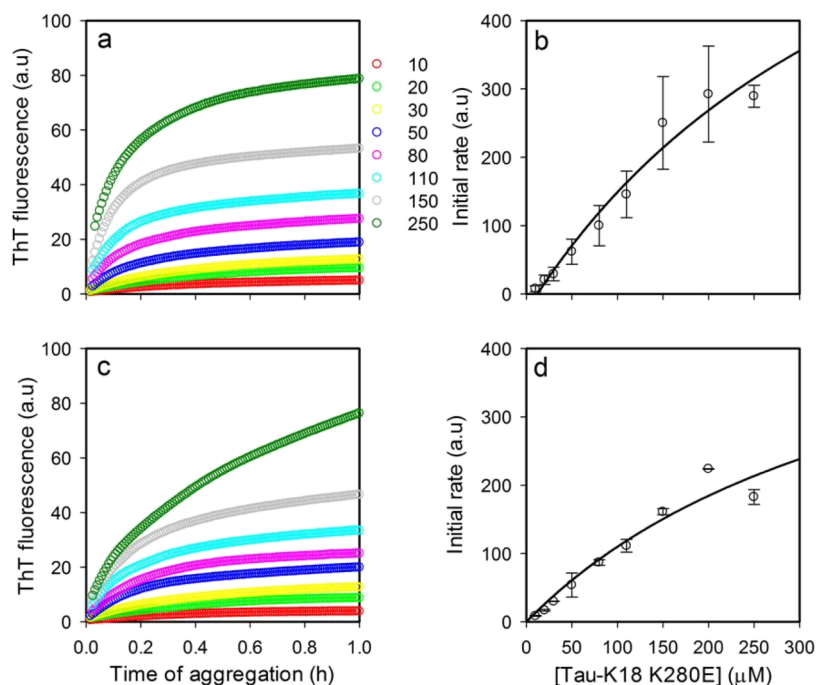 a
ThT fluorescence (a.u)
100
80
60
40
20
0
10
20
30
50
80
110
150
250
b
Initial rate (a.u)
400
300
200
100
0
c
ThT fluorescence (a.u)
100
80
60
40
20
0
0.0 0.2 0.4 0.6 0.8 1.0
Time of aggregation (h)
d
Initial rate (a.u)
400
300
200
100
0
0 50 100 150 200 250 300
[Tau-K18 K280E] (μM)